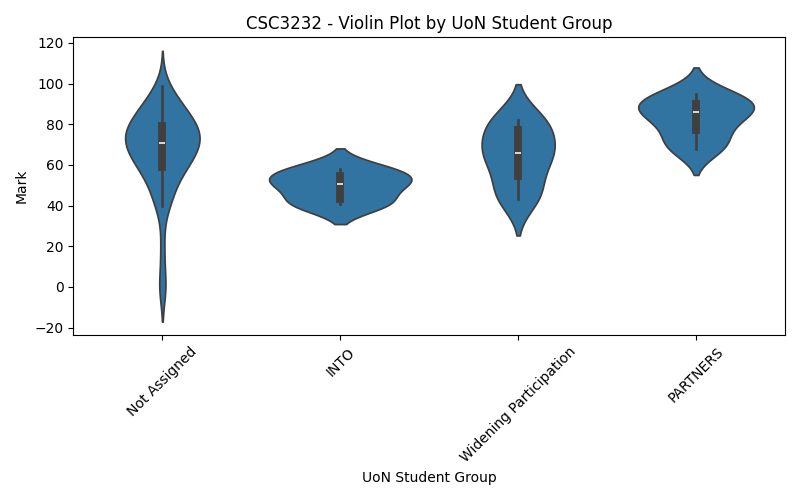 CSC3232 - Violin Plot by UoN Student Group
120
100
80
60
40
20
0
−20
Mark
Not Assigned
INTO
Widening Participation
PARTNERS
UoN Student Group